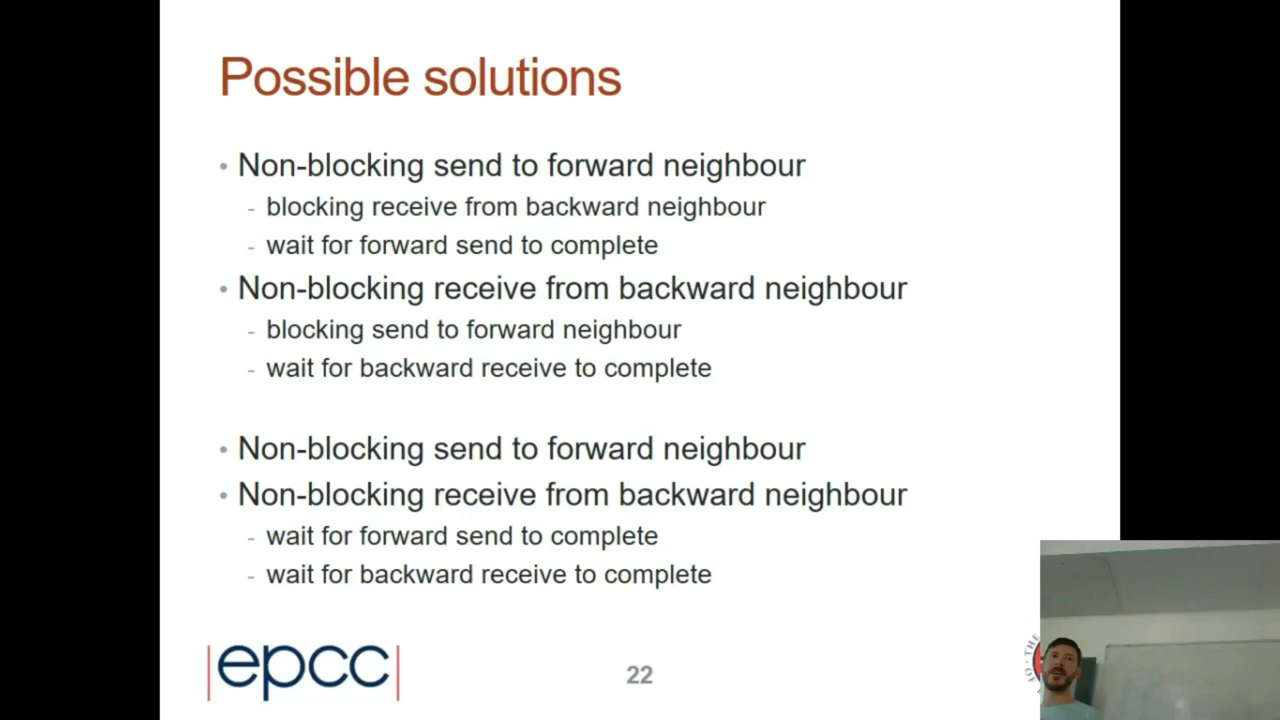 Possible solutions
• Non-blocking send to forward neighbour
- blocking receive from backward neighbour
- wait for forward send to complete
• Non-blocking receive from backward neighbour
- blocking send to forward neighbour
- wait for backward receive to complete
• Non-blocking send to forward neighbour
• Non-blocking receive from backward neighbour
- wait for forward send to complete
- wait for backward receive to complete
|epcc|
22
THE